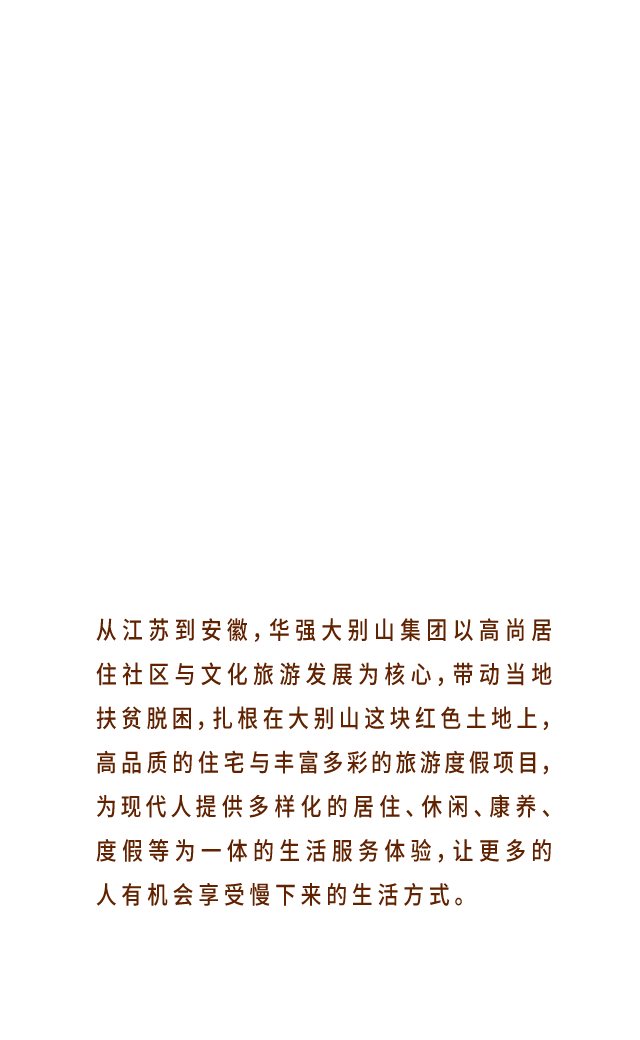 从江苏到安徽,华强大别山集团以高尚居
住社区与文化旅游发展为核心,带动当地
扶贫脱困,扎根在大别山这块红色土地上,
高品质的住宅与丰富多彩的旅游度假项目,
为现代人提供多样化的居住、休闲、康养、
度假等为一体的生活服务体验,让更多的
人有机会享受慢下来的生活方式。